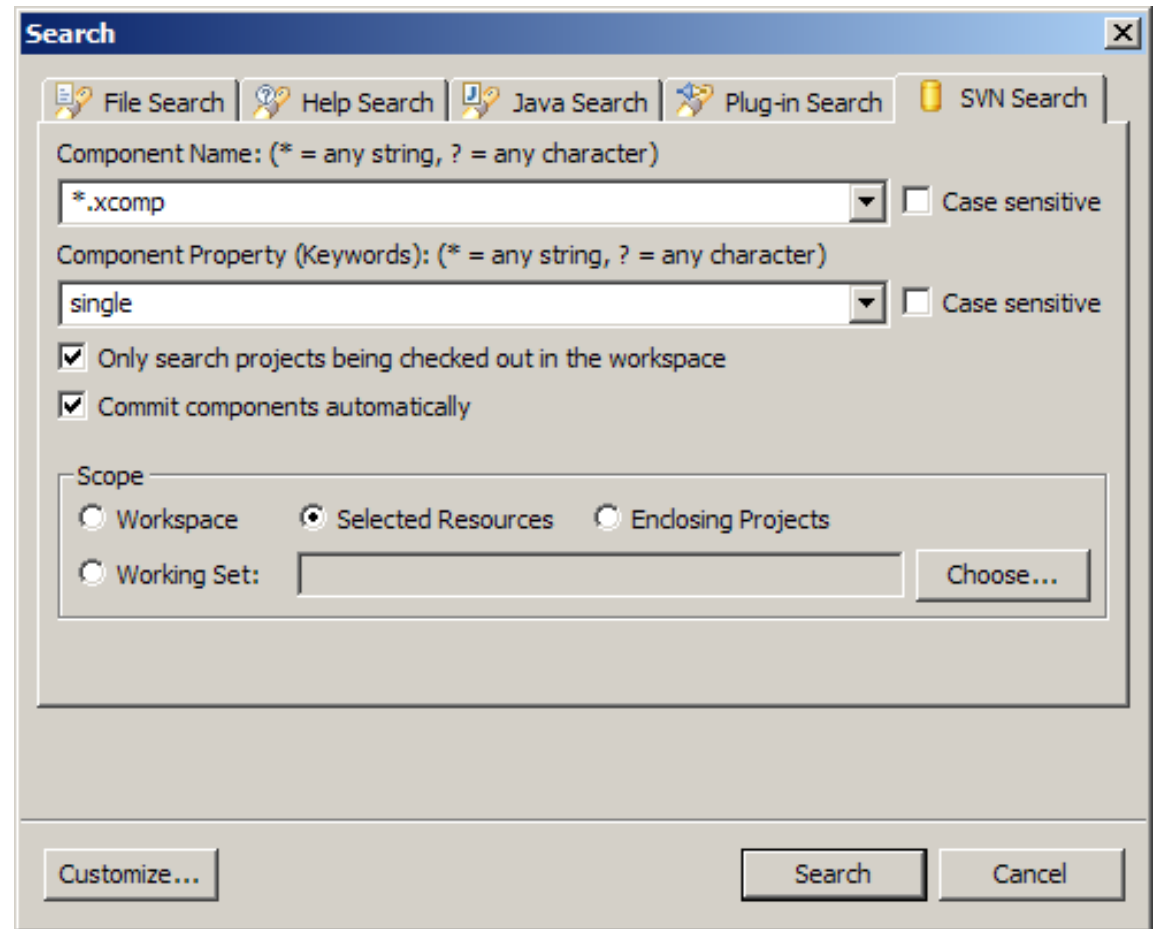 Search
File Search Help Search Java Search Plug-in Search SVN Search
Component Name: (* = any string, ? = any character)
*.xcomp Case sensitive
Component Property (Keywords): (* = any string, ? = any character)
single Case sensitive
Only search projects being checked out in the workspace
Commit components automatically
Scope
Workspace Selected Resources Enclosing Projects
Working Set: Choose...
Customize... Search Cancel